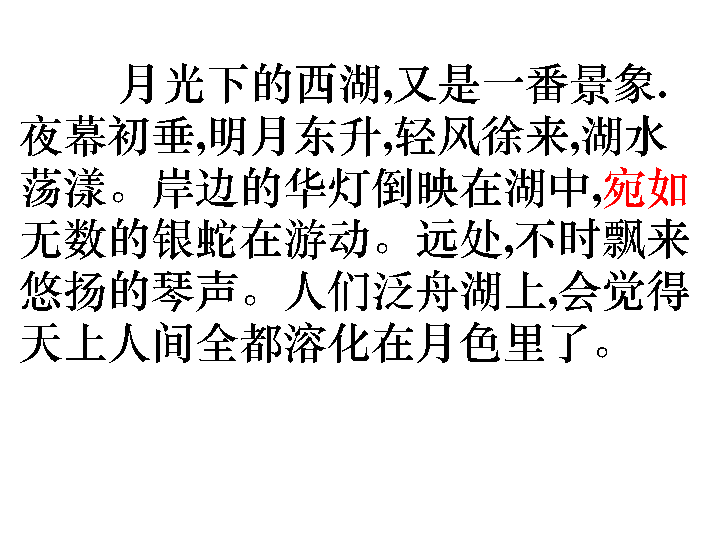 月光下的西湖,又是一番景象.
夜幕初垂,明月东升,轻风徐来,湖水
荡漾。岸边的华灯倒映在湖中,宛如
无数的银蛇在游动。远处,不时飘来
悠扬的琴声。人们泛舟湖上,会觉得
天上人间全都溶化在月色里了。